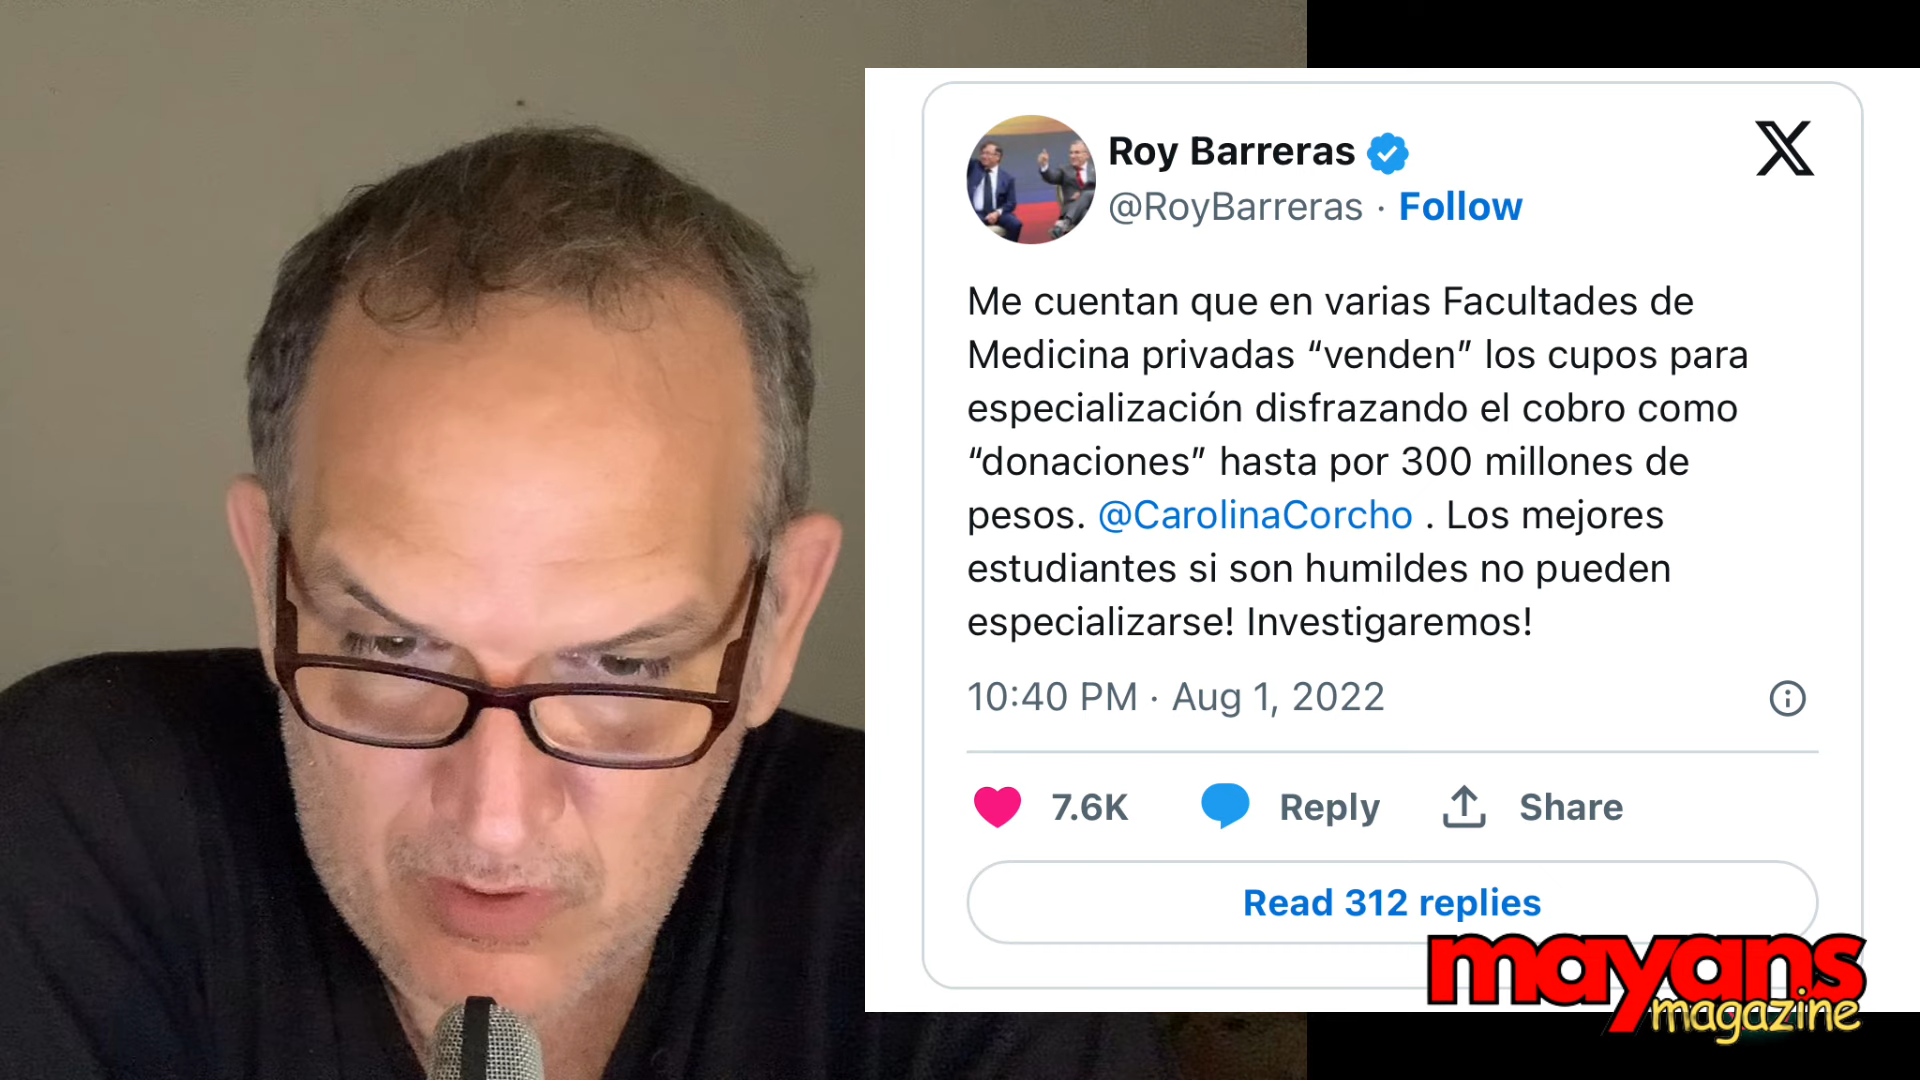 Roy Barreras
@RoyBarreras · Follow
Me cuentan que en varias Facultades de
Medicina privadas “venden” los cupos para
especialización disfrazando el cobro como
“donaciones” hasta por 300 millones de
pesos. @CarolinaCorcho . Los mejores
estudiantes si son humildes no pueden
especializarse! Investigaremos!
10:40 PM · Aug 1, 2022
7.6K Reply Share
Read 312 replies
mayans
magazine